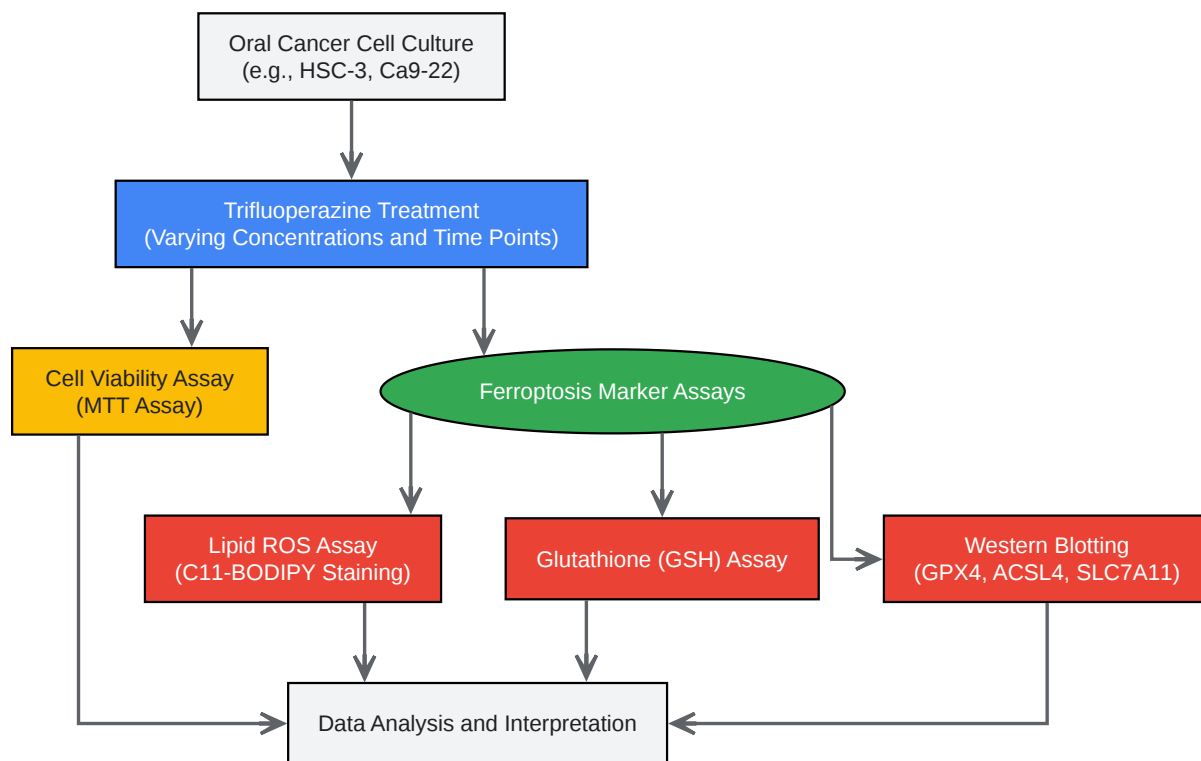 Oral Cancer Cell Culture
(e.g., HSC-3, Ca9-22)
Trifluoperazine Treatment
(Varying Concentrations and Time Points)
Cell Viability Assay
(MTT Assay)
Ferroptosis Marker Assays
Lipid ROS Assay
(C11-BODIPY Staining)
Glutathione (GSH) Assay
Western Blotting
(GPX4, ACSL4, SLC7A11)
Data Analysis and Interpretation